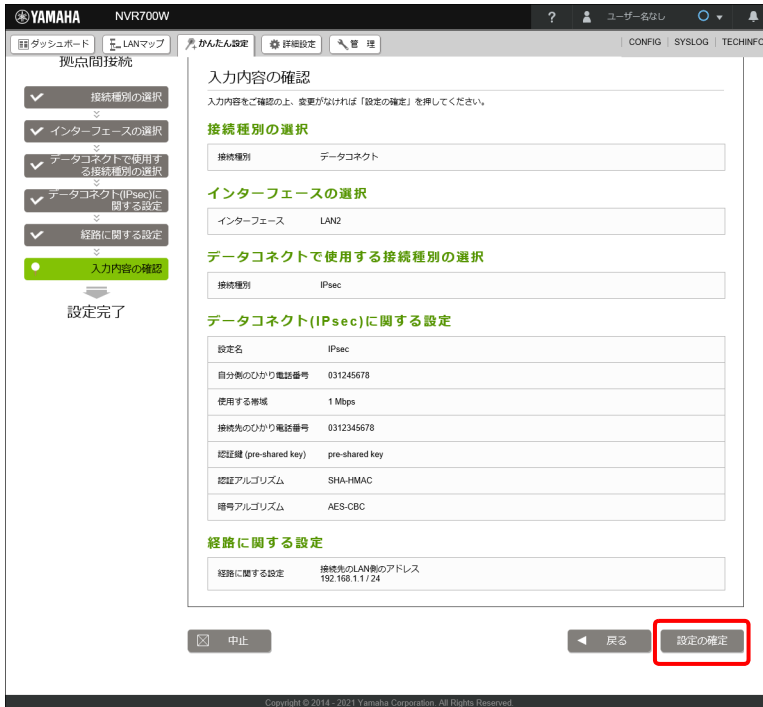 YAMAHA NVR700W ? ユーザー名なし
ダッシュボード LANマップ かんたん設定 詳細設定 管 理 CONFIG SYSLOG TECHINFO
拠点間接続
接続種別の選択
インターフェースの選択
データコネクトで使用す
る接続種別の選択
データコネクト(IPsec)に
関する設定
経路に関する設定
入力内容の確認
設定完了
入力内容の確認
入力内容をご確認の上、変更がなければ「設定の確定」を押してください。
接続種別の選択
接続種別 データコネクト
インターフェースの選択
インターフェース LAN2
データコネクトで使用する接続種別の選択
接続種別 IPsec
データコネクト(IPsec)に関する設定
設定名 IPsec
自分側のひかり電話番号 031245678
使用する帯域 1 Mbps
接続先のひかり電話番号 0312345678
認証鍵 (pre-shared key) pre-shared key
認証アルゴリズム SHA-HMAC
暗号アルゴリズム AES-CBC
経路に関する設定
経路に関する設定 接続先のLAN側のアドレス
192.168.1.1 / 24
中止 戻る 設定の確定
Copyright © 2014 - 2021 Yamaha Corporation. All Rights Reserved.